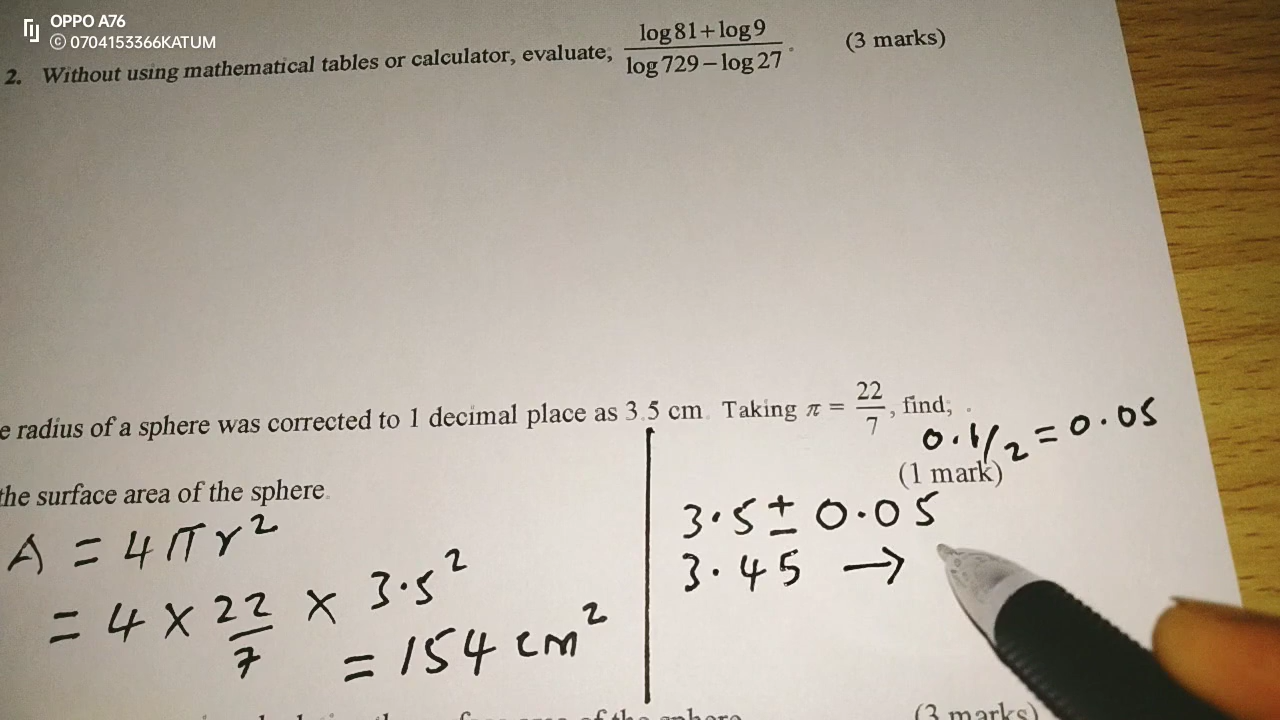 OPPO A76
© 0704153366KATUM
2. Without using mathematical tables or calculator, evaluate, (log 81 + log 9)/(log 729 – log 27). (3 marks)
radius of a sphere was corrected to 1 decimal place as 3.5 cm. Taking π = 22/7, find;
0.1/2 = 0.05
the surface area of the sphere. (1 mark)
A = 4πr²
= 4 × 22/7 × 3.5²
= 154 cm²
3.5 ± 0.05
3.45 →
of the sphere (3 marks)